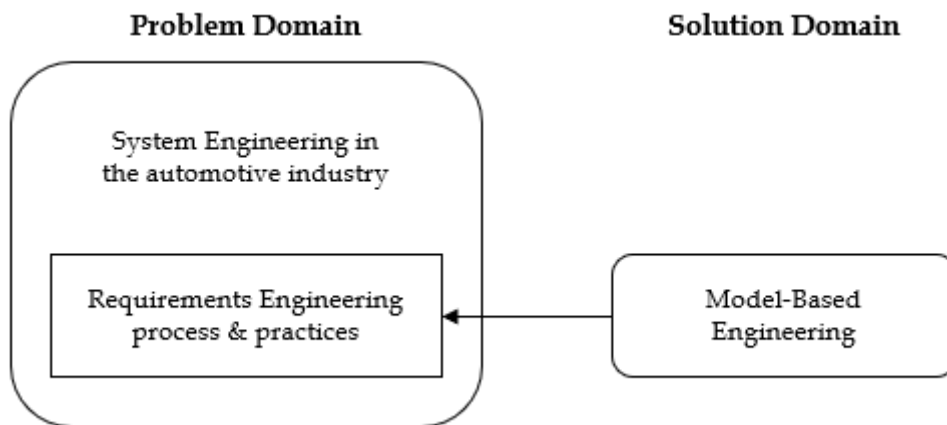 Problem Domain
Solution Domain
System Engineering in
the automotive industry
Requirements Engineering
process & practices
Model-Based
Engineering